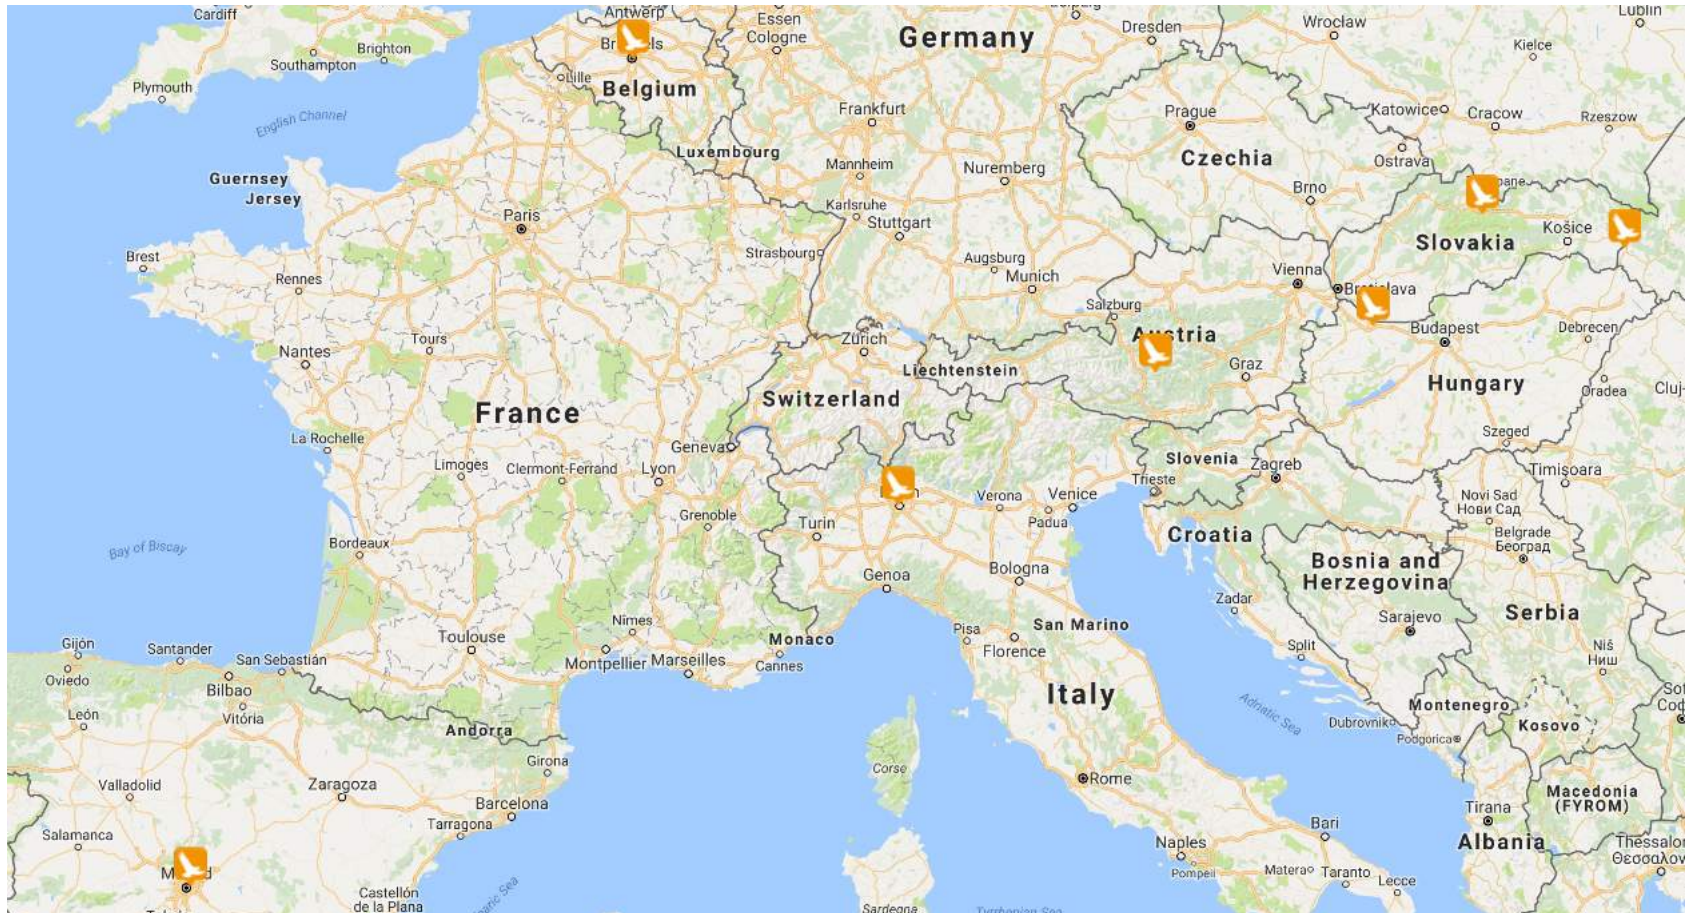 Cardiff
Antwerp
Essen
Cologne
Germany
Dresden
Wrocław
Lublin
Kielce
Brighton
Southampton
Plymouth
English Channel
Lille
Belgium
Frankfurt
Prague
Katowice
Cracow
Rzeszow
Luxembourg
Mannheim
Nuremberg
Czechia
Ostrava
Guernsey
Jersey
Paris
Karlsruhe
Stuttgart
Brno
Košice
Slovakia
Brest
Rennes
Strasbourg
Augsburg
Munich
Vienna
Salzburg
Budapest
Debrecen
Nantes
Tours
Zürich
Liechtenstein
Austria
Graz
Hungary
Oradea
Cluj-
Switzerland
France
La Rochelle
Geneva
Limoges
Clermont-Ferrand
Lyon
Szeged
Slovenia
Zagreb
Timișoara
Trieste
Verona
Venice
Padua
Novi Sad
Нови Сад
Grenoble
Turin
Croatia
Belgrade
Београд
Bay of Biscay
Bordeaux
Genoa
Bologna
Bosnia and
Herzegovina
Zadar
Sarajevo
Serbia
Nîmes
Toulouse
Monaco
Pisa
San Marino
Florence
Split
Niš
Ниш
Gijón
Santander
San Sebastián
Montpellier
Marseilles
Cannes
Oviedo
Bilbao
Vitória
León
Italy
Adriatic Sea
Montenegro
Dubrovnik
Kosovo
Podgorica
Andorra
Girona
Corse
Rome
Valladolid
Zaragoza
Barcelona
Tarragona
Salamanca
Macedonia
(FYROM)
Tirana
Albania
Bari
Naples
Pompeii
Matera
Taranto
Lecce
Castellón
de la Plana
Sardegna
Tyrrhenian Sea